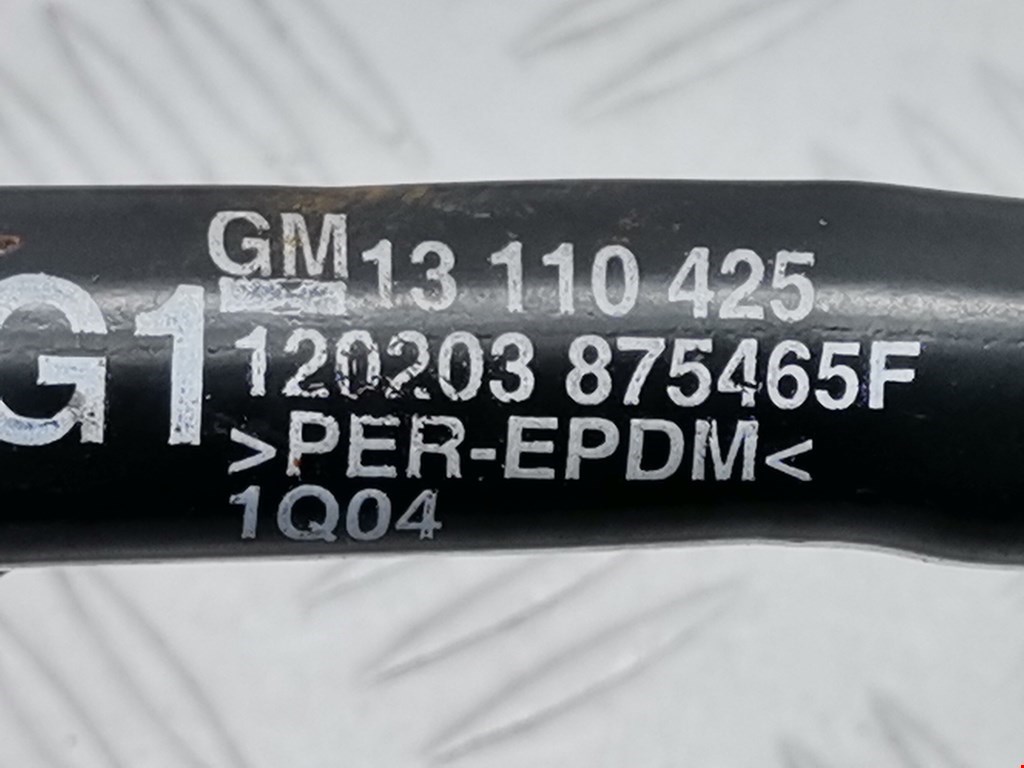 G1
GM 13 110 425
120203 875465F
>PER-EPDM<
1Q04